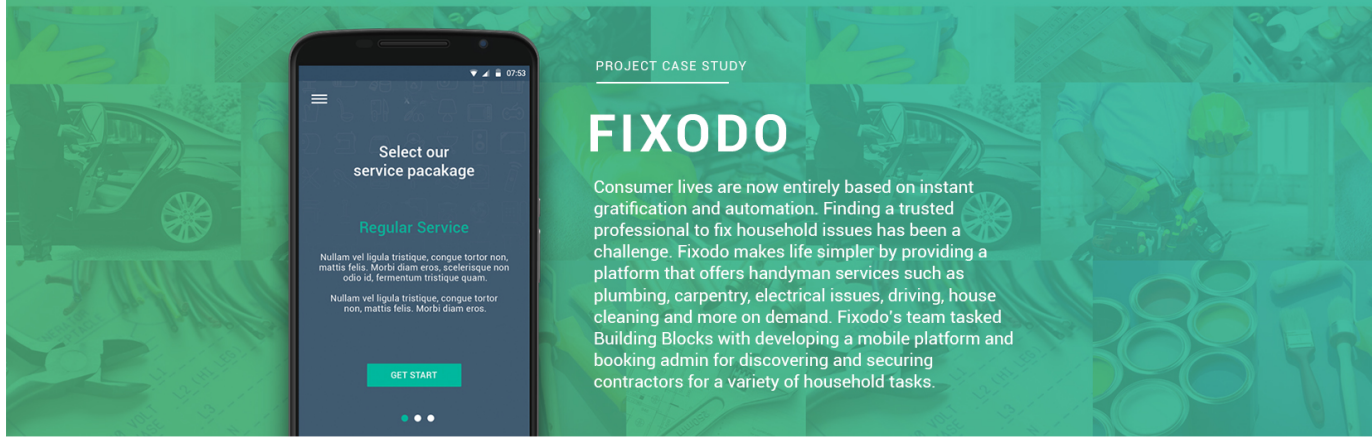 07:53
Select our
service pacakage
Regular Service
Nullam vel ligula tristique, congue tortor non,
mattis felis. Morbi diam eros, scelerisque non
odio id, fermentum tristique quam.
Nullam vel ligula tristique, congue tortor
non, mattis felis. Morbi diam eros.
GET START
PROJECT CASE STUDY
FIXODO
Consumer lives are now entirely based on instant
gratification and automation. Finding a trusted
professional to fix household issues has been a
challenge. Fixodo makes life simpler by providing a
platform that offers handyman services such as
plumbing, carpentry, electrical issues, driving, house
cleaning and more on demand. Fixodo's team tasked
Building Blocks with developing a mobile platform and
booking admin for discovering and securing
contractors for a variety of household tasks.